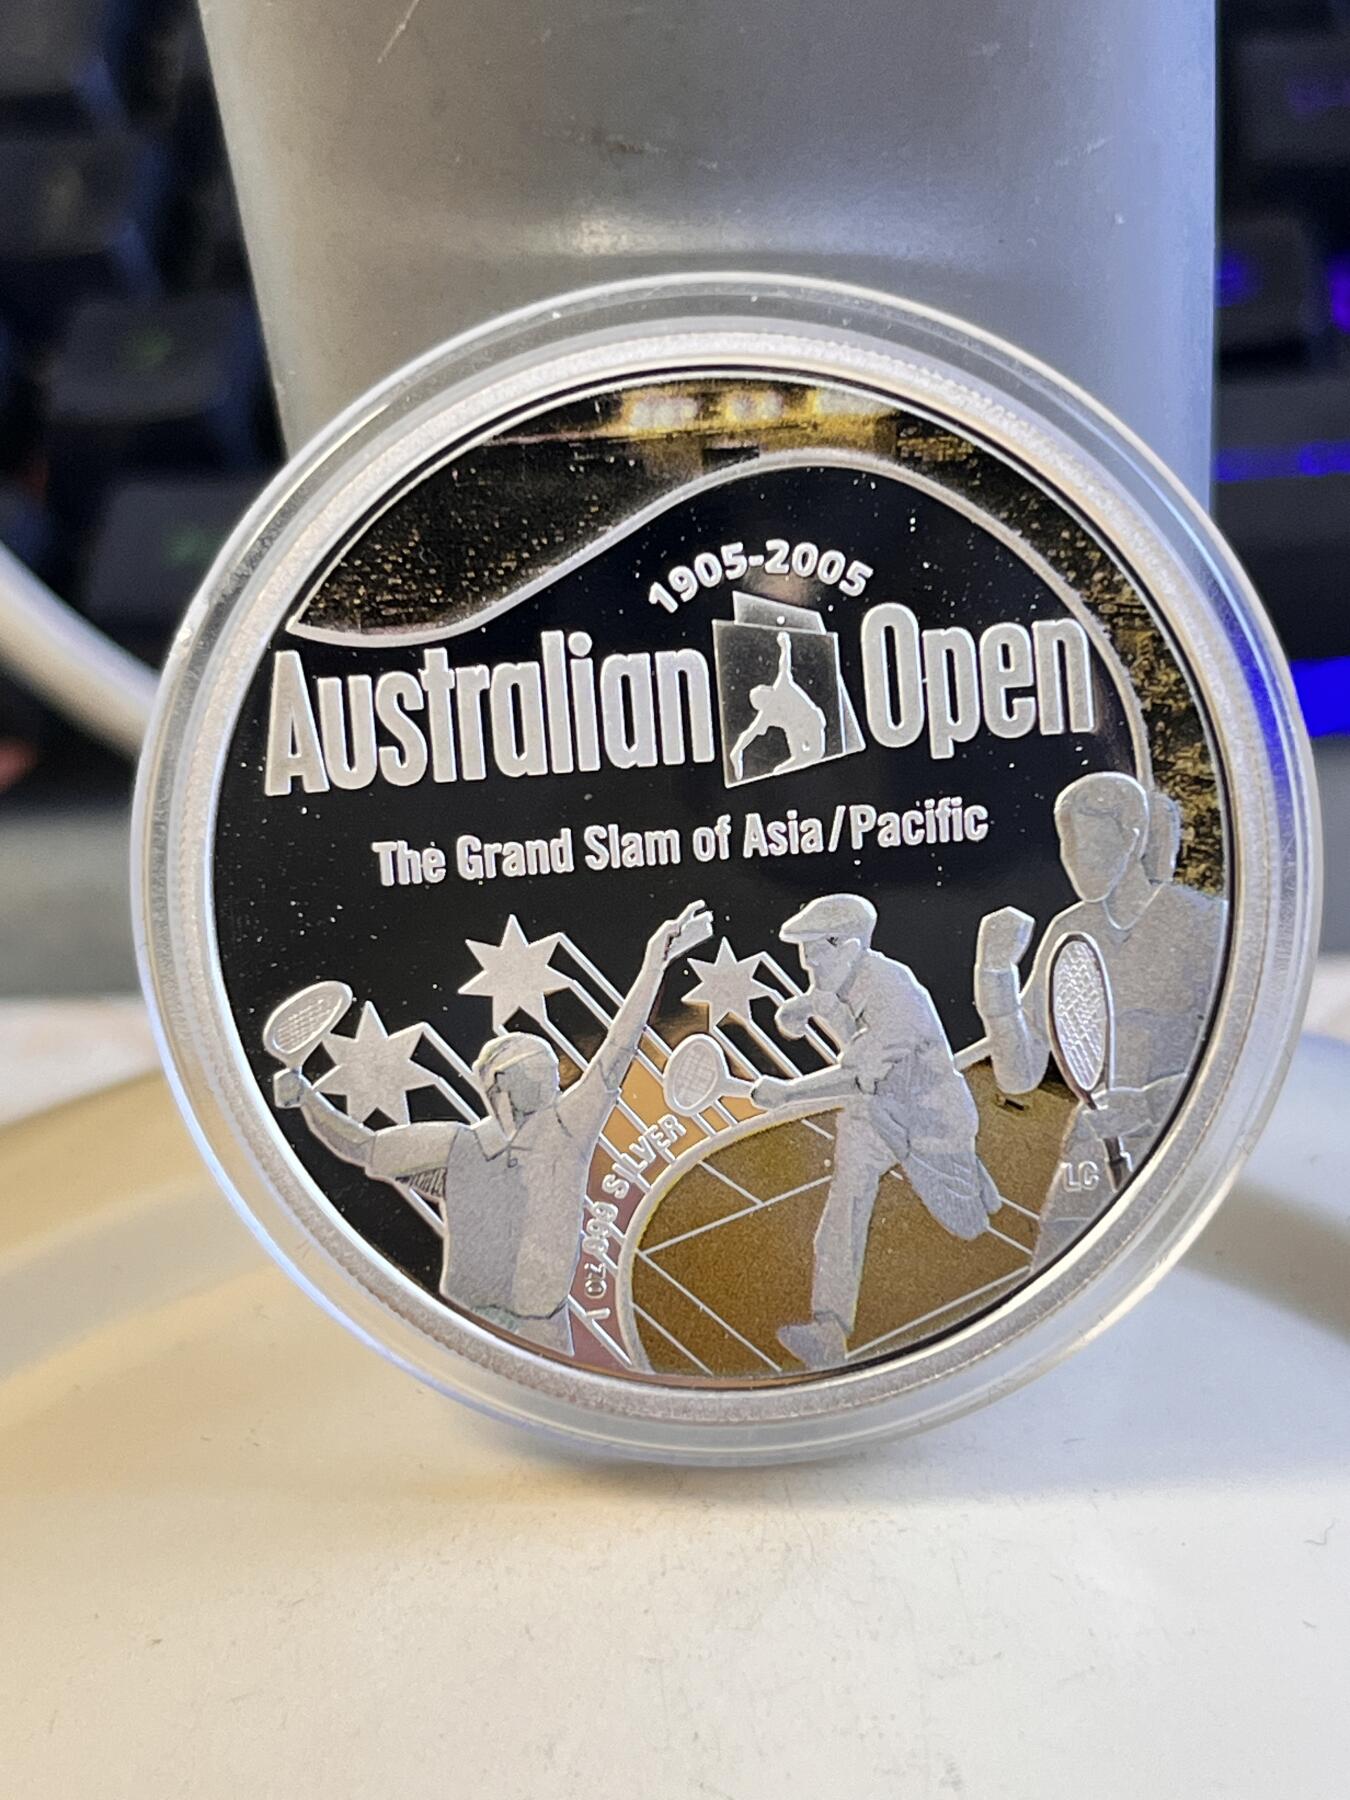 1905-2005
Australian Open
The Grand Slam of Asia/Pacific
1 OZ .999 SILVER
LC